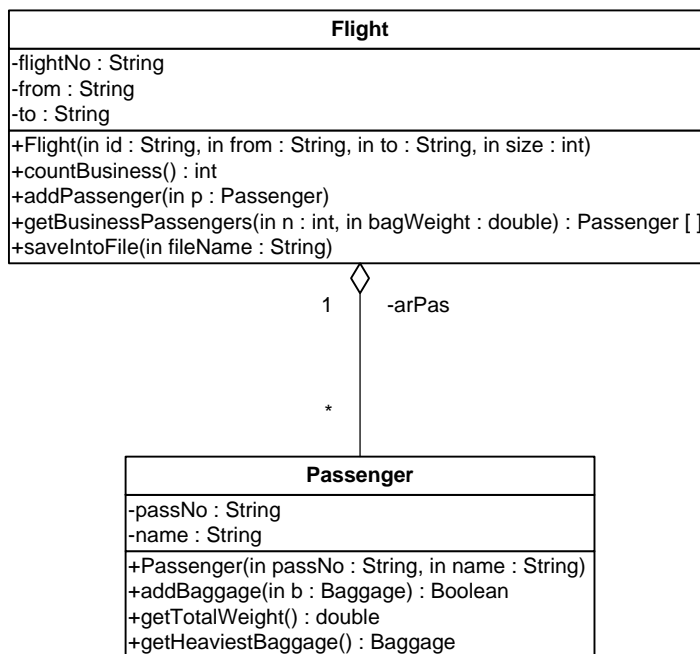 Flight
-flightNo : String
-from : String
-to : String
+Flight(in id : String, in from : String, in to : String, in size : int)
+countBusiness() : int
+addPassenger(in p : Passenger)
+getBusinessPassengers(in n : int, in bagWeight : double) : Passenger [ ]
+saveIntoFile(in fileName : String)
1
-arPas
*
Passenger
-passNo : String
-name : String
+Passenger(in passNo : String, in name : String)
+addBaggage(in b : Baggage) : Boolean
+getTotalWeight() : double
+getHeaviestBaggage() : Baggage